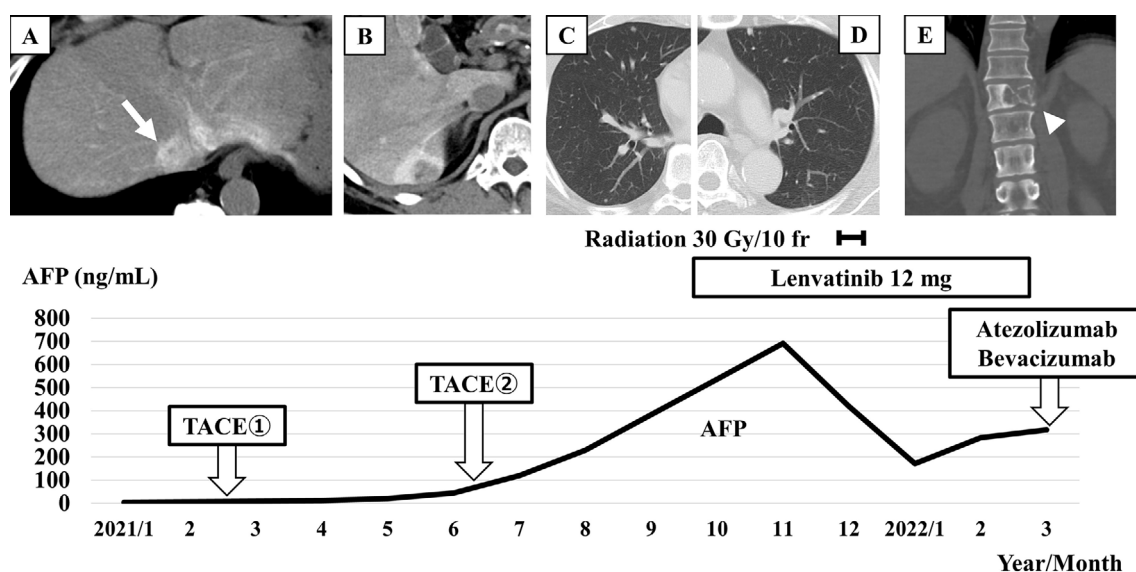 A
B
C
D
E
Radiation 30 Gy/10 fr
AFP (ng/mL)
Lenvatinib 12 mg
800
700
600
500
400
300
200
100
0
Atezolizumab
Bevacizumab
TACE②
TACE①
AFP
2021/1 2 3 4 5 6 7 8 9 10 11 12 2022/1 2 3
Year/Month